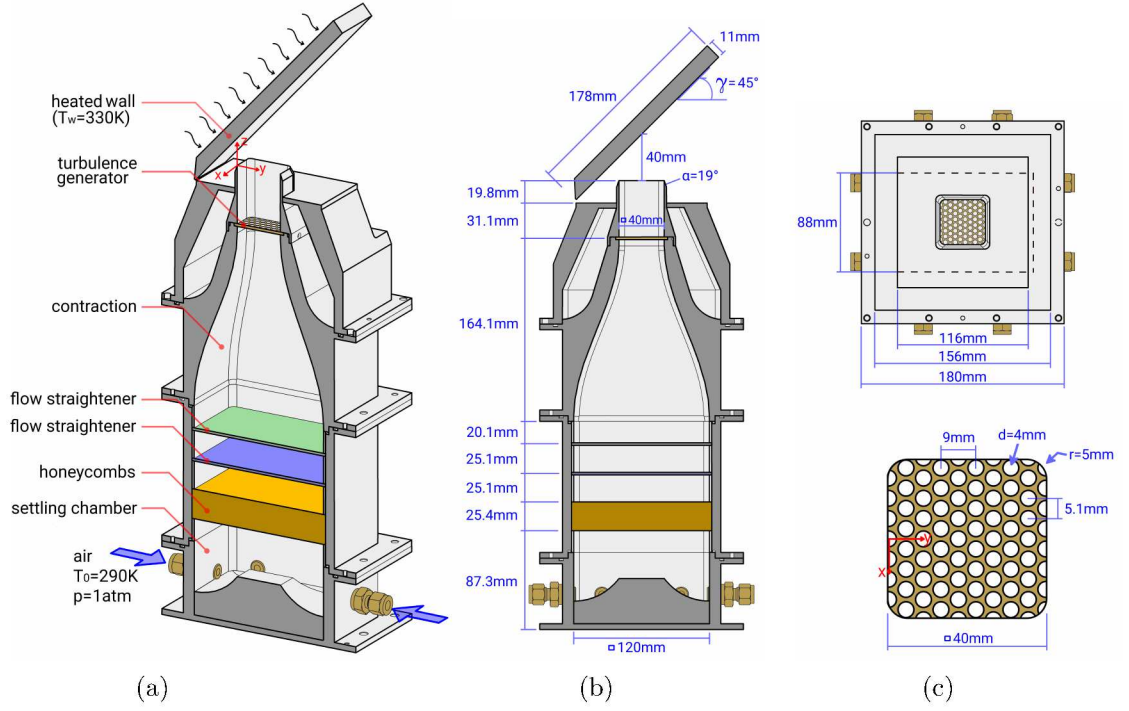 heated wall
(Tw=330K)
turbulence
generator
z
x
y
contraction
flow straightener
flow straightener
honeycombs
settling chamber
air
T₀=290K
p=1atm
(a)
11mm
γ=45°
178mm
40mm
α=19°
19.8mm
31.1mm
▫40mm
164.1mm
20.1mm
25.1mm
25.1mm
25.4mm
87.3mm
▫120mm
(b)
88mm
116mm
156mm
180mm
9mm
d=4mm
r=5mm
5.1mm
y
x
▫40mm
(c)